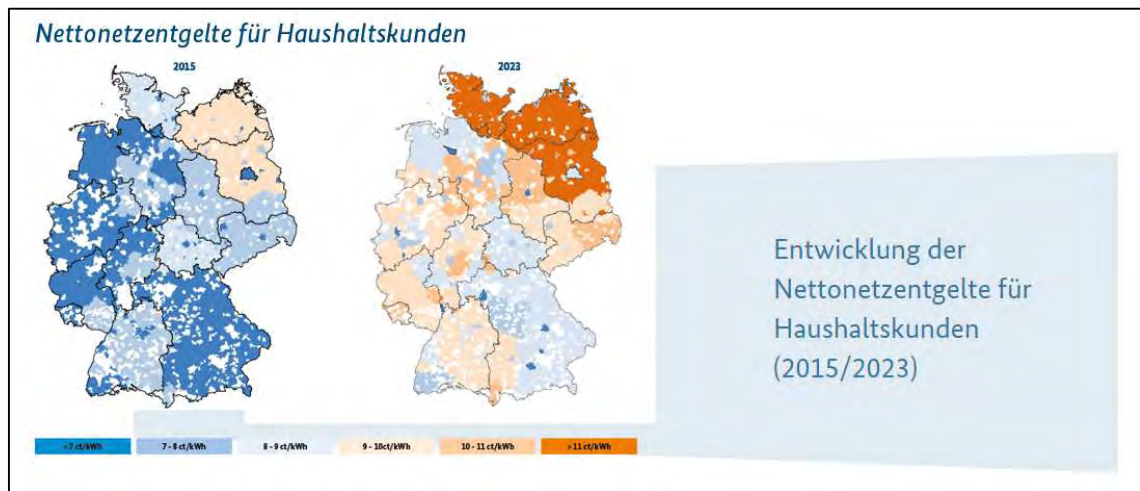 Nettonetzentgelte für Haushaltskunden
2015
2023
Entwicklung der
Nettonetzentgelte für
Haushaltskunden
(2015/2023)
<7 ct/kWh
7 - 8 ct/kWh
8 - 9 ct/kWh
9 - 10ct/kWh
10 - 11 ct/kWh
>11 ct/kWh